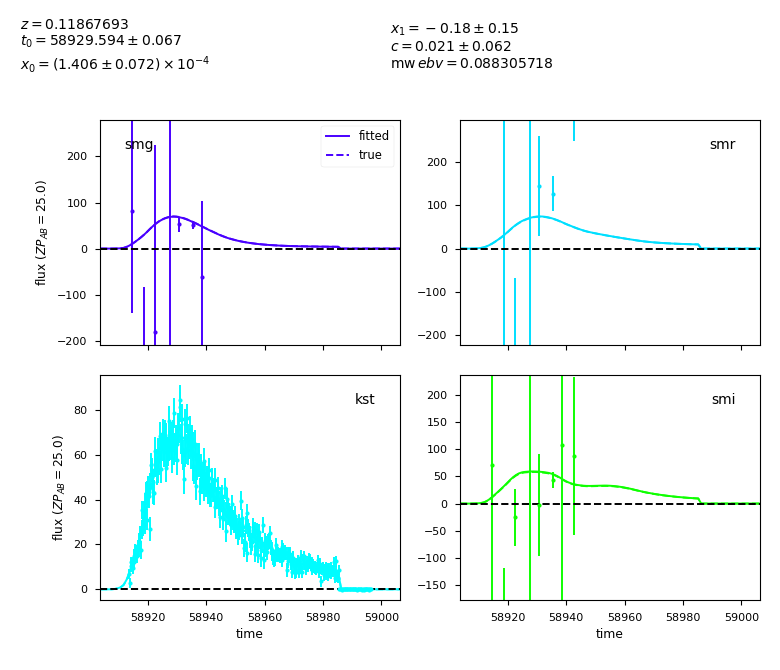 z = 0.11867693
t₀ = 58929.594 ± 0.067
x₀ = (1.406 ± 0.072) × 10⁻⁴
x₁ = −0.18 ± 0.15
c = 0.021 ± 0.062
mw ebv = 0.088305718
smg
fitted
true
200
100
0
−100
−200
flux (ZP_AB = 25.0)
smr
200
100
0
−100
−200
kst
80
60
40
20
0
flux (ZP_AB = 25.0)
58920 58940 58960 58980 59000
time
smi
200
150
100
50
0
−50
−100
−150
58920 58940 58960 58980 59000
time